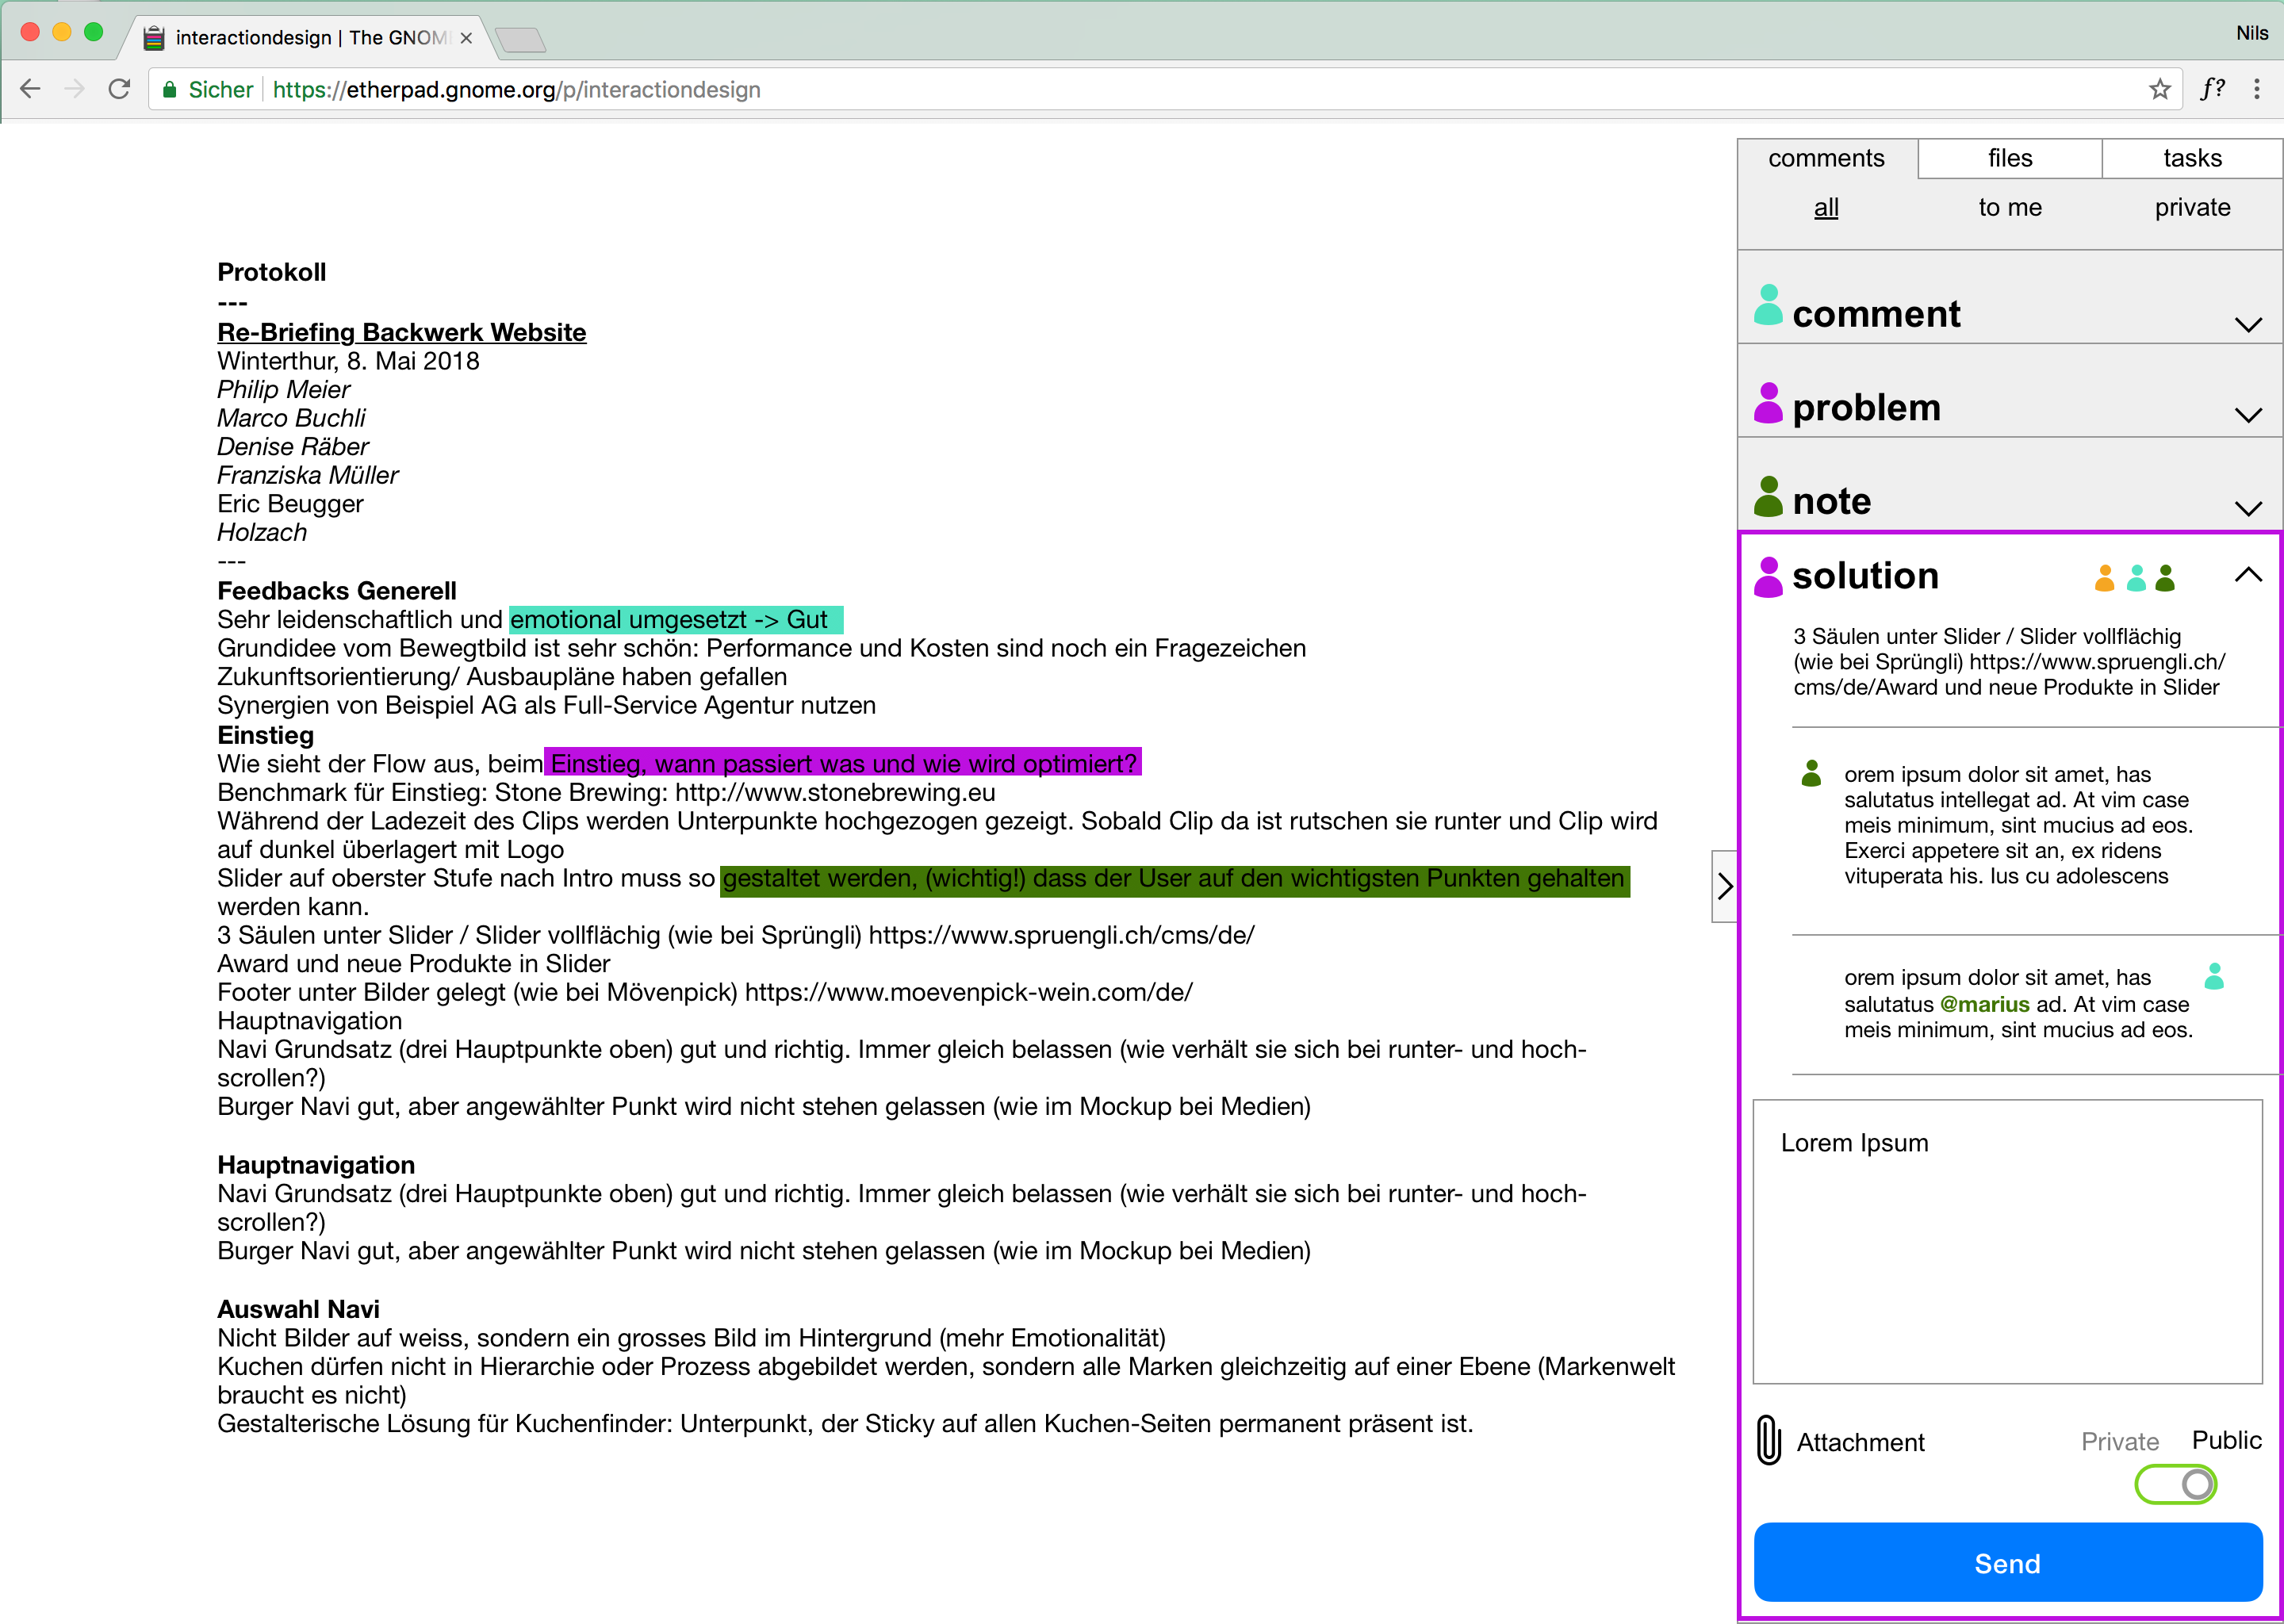 interactiondesign | The GNOM
Nils
Sicher
https://etherpad.gnome.org/p/interactiondesign
f?
Protokoll
---
Re-Briefing Backwerk Website
Winterthur, 8. Mai 2018
Philip Meier
Marco Buchli
Denise Räber
Franziska Müller
Eric Beugger
Holzach
---
Feedbacks Generell
Sehr leidenschaftlich und emotional umgesetzt -> Gut
Grundidee vom Bewegtbild ist sehr schön: Performance und Kosten sind noch ein Fragezeichen
Zukunftsorientierung/ Ausbaupläne haben gefallen
Synergien von Beispiel AG als Full-Service Agentur nutzen
Einstieg
Wie sieht der Flow aus, beim Einstieg, wann passiert was und wie wird optimiert?
Benchmark für Einstieg: Stone Brewing: http://www.stonebrewing.eu
Während der Ladezeit des Clips werden Unterpunkte hochgezogen gezeigt. Sobald Clip da ist rutschen sie runter und Clip wird
auf dunkel überlagert mit Logo
Slider auf oberster Stufe nach Intro muss so gestaltet werden, (wichtig!) dass der User auf den wichtigsten Punkten gehalten
werden kann.
3 Säulen unter Slider / Slider vollflächig (wie bei Sprüngli) https://www.spruengli.ch/cms/de/
Award und neue Produkte in Slider
Footer unter Bilder gelegt (wie bei Mövenpick) https://www.moevenpick-wein.com/de/
Hauptnavigation
Navi Grundsatz (drei Hauptpunkte oben) gut und richtig. Immer gleich belassen (wie verhält sie sich bei runter- und hoch-
scrollen?)
Burger Navi gut, aber angewählter Punkt wird nicht stehen gelassen (wie im Mockup bei Medien)
Hauptnavigation
Navi Grundsatz (drei Hauptpunkte oben) gut und richtig. Immer gleich belassen (wie verhält sie sich bei runter- und hoch-
scrollen?)
Burger Navi gut, aber angewählter Punkt wird nicht stehen gelassen (wie im Mockup bei Medien)
Auswahl Navi
Nicht Bilder auf weiss, sondern ein grosses Bild im Hintergrund (mehr Emotionalität)
Kuchen dürfen nicht in Hierarchie oder Prozess abgebildet werden, sondern alle Marken gleichzeitig auf einer Ebene (Markenwelt
braucht es nicht)
Gestalterische Lösung für Kuchenfinder: Unterpunkt, der Sticky auf allen Kuchen-Seiten permanent präsent ist.
comments files tasks
all to me private
comment
problem
note
solution
3 Säulen unter Slider / Slider vollflächig
(wie bei Sprüngli) https://www.spruengli.ch/
cms/de/Award und neue Produkte in Slider
orem ipsum dolor sit amet, has
salutatus intellegat ad. At vim case
meis minimum, sint mucius ad eos.
Exerci appetere sit an, ex ridens
vituperata his. Ius cu adolescens
orem ipsum dolor sit amet, has
salutatus @marius ad. At vim case
meis minimum, sint mucius ad eos.
Lorem Ipsum
Attachment
Private Public
Send